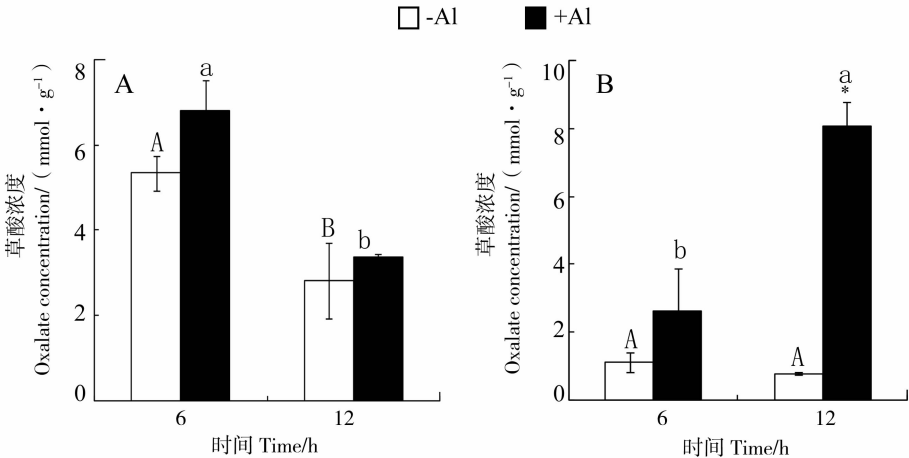 -Al
+Al
A
草酸浓度
Oxalate concentration/（mmol·g⁻¹）
8
6
4
2
0
A
a
B
b
6
12
时间 Time/h
B
草酸浓度
Oxalate concentration/（mmol·g⁻¹）
10
8
6
4
2
0
A
b
A
a
*
6
12
时间 Time/h